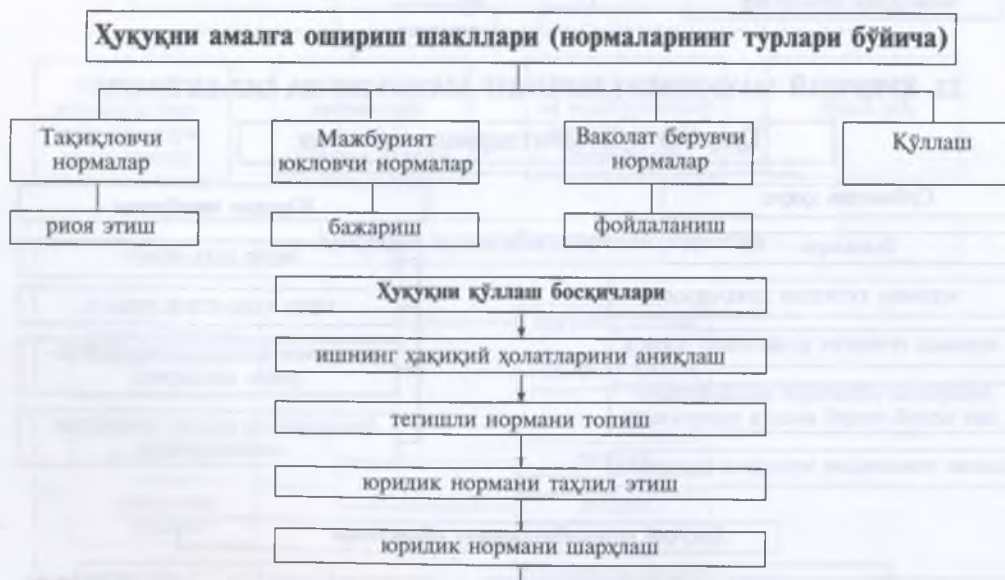 Ҳуқуқни амалга ошириш шакллари (нормаларнинг турлари бўйича)
Тақиқловчи
нормалар
Мажбурият
юкловчи нормалар
Ваколат берувчи
нормалар
Қўллаш
риоя этиш
бажариш
фойдаланиш
Ҳуқуқни қўллаш босқичлари
ишнинг ҳақиқий ҳолатларини аниқлаш
тегишли нормани топиш
юридик нормани таҳлил этиш
юридик нормани шарҳлаш